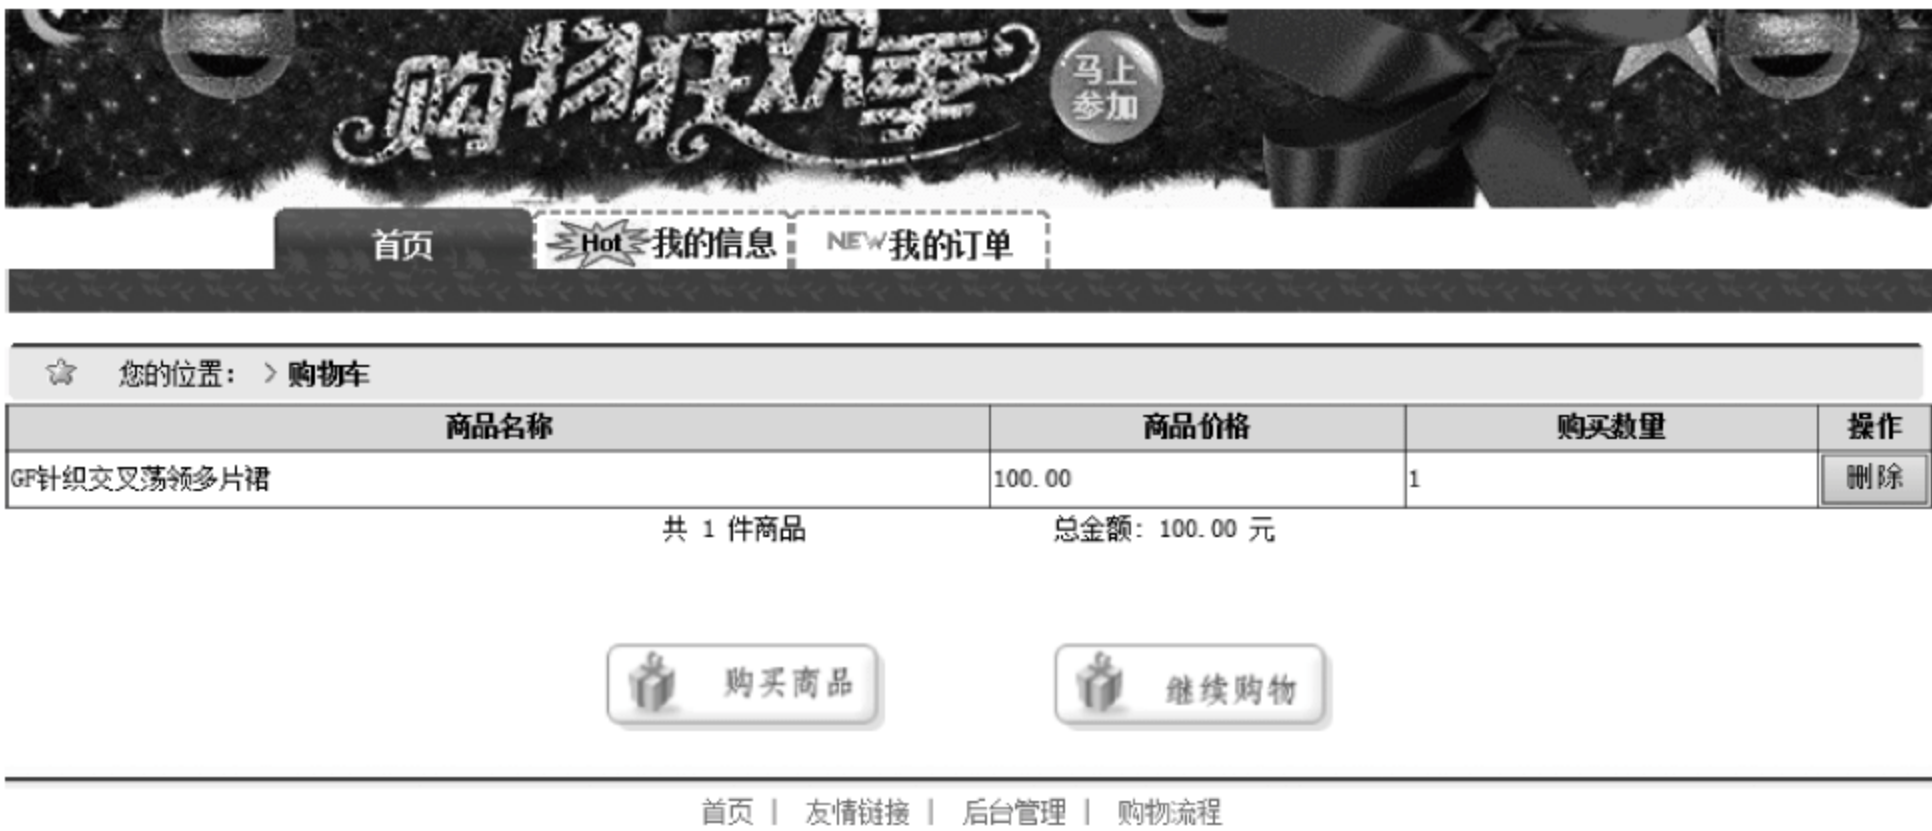 购物狂欢季
马上
参加
首页 Hot 我的信息 NEW 我的订单
您的位置： > 购物车
商品名称 商品价格 购买数量 操作
GF针织交叉荡领多片裙 100.00 1 删除
共 1 件商品 总金额：100.00 元
购买商品 继续购物
首页 | 友情链接 | 后台管理 | 购物流程